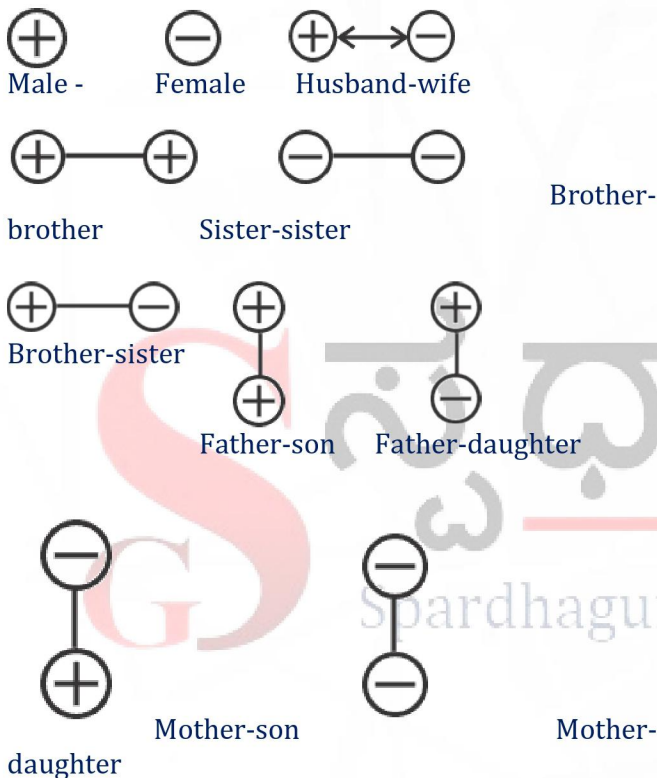 Male - Female Husband-wife
Brother-
brother Sister-sister
Brother-sister
Father-son Father-daughter
Spardhagu
Mother-son Mother-
daughter